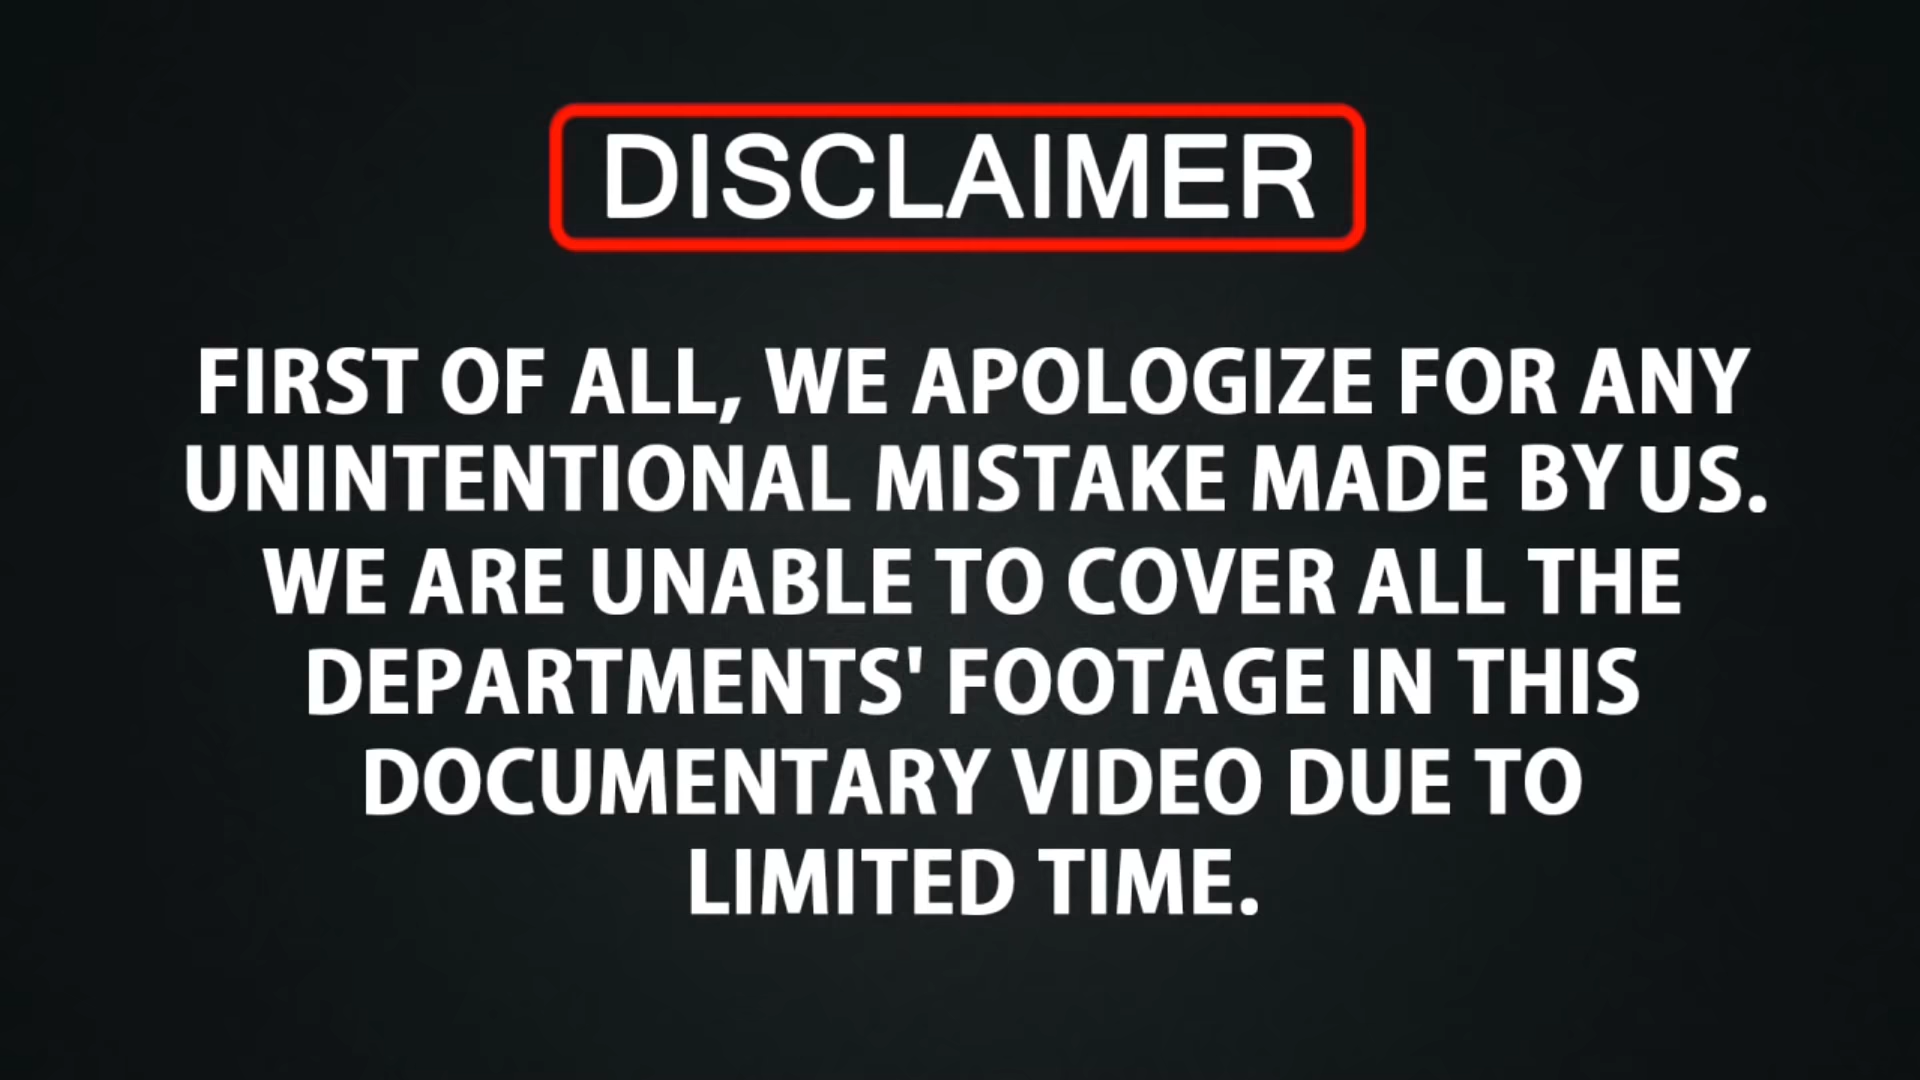 DISCLAIMER
FIRST OF ALL, WE APOLOGIZE FOR ANY
UNINTENTIONAL MISTAKE MADE BY US.
WE ARE UNABLE TO COVER ALL THE
DEPARTMENTS' FOOTAGE IN THIS
DOCUMENTARY VIDEO DUE TO
LIMITED TIME.